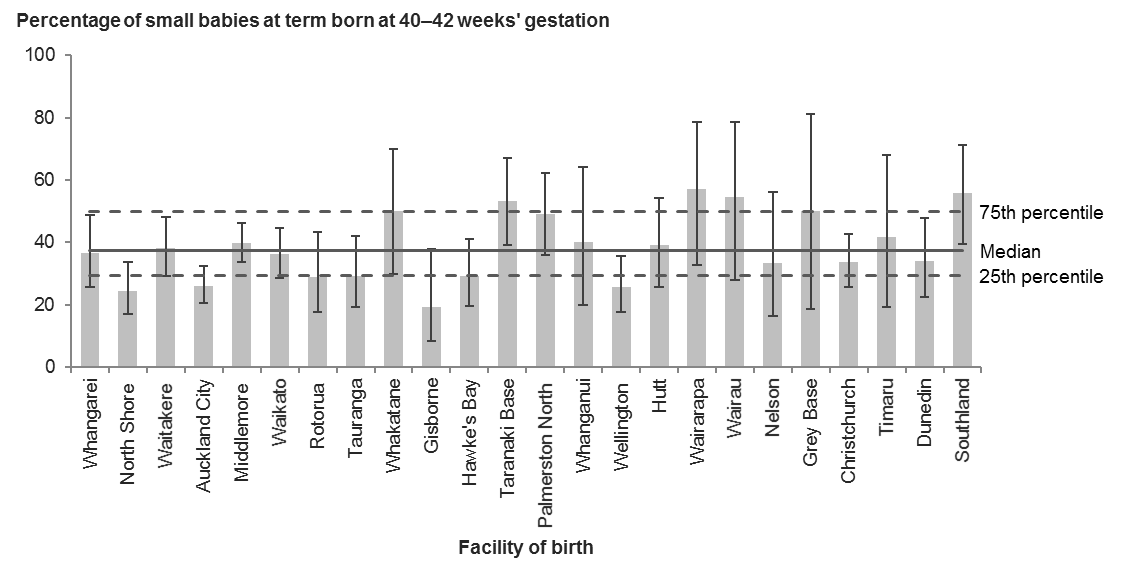 Percentage of small babies at term born at 40–42 weeks' gestation
100
80
60
40
20
0
75th percentile
Median
25th percentile
Whangarei
North Shore
Waitakere
Auckland City
Middlemore
Waikato
Rotorua
Tauranga
Whakatane
Gisborne
Hawke's Bay
Taranaki Base
Palmerston North
Whanganui
Wellington
Hutt
Wairarapa
Wairau
Nelson
Grey Base
Christchurch
Timaru
Dunedin
Southland
Facility of birth